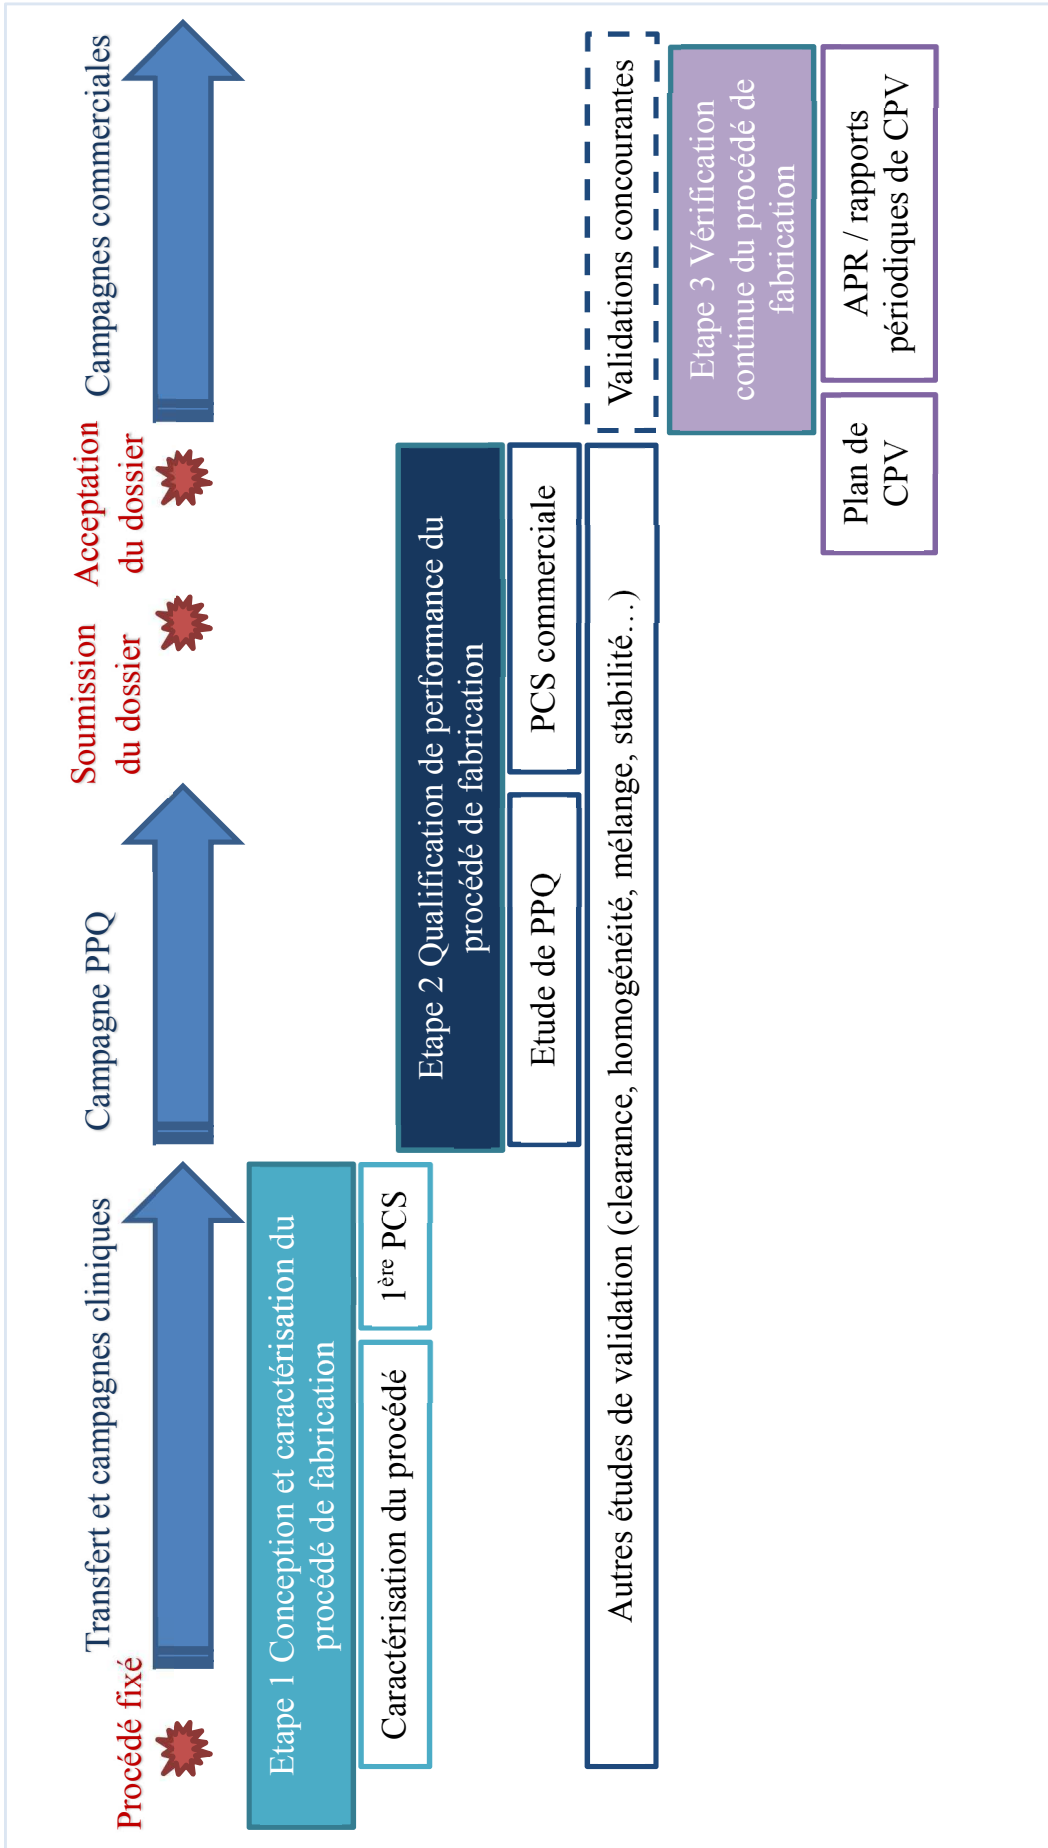 Procédé fixé
Transfert et campagnes cliniques
Campagne PPQ
Soumission
du dossier
Acceptation
du dossier
Campagnes commerciales
Etape 1 Conception et caractérisation du
procédé de fabrication
Caractérisation du procédé
1ère PCS
Etape 2 Qualification de performance du
procédé de fabrication
Etude de PPQ
PCS commerciale
Autres études de validation (clearance, homogénéité, mélange, stabilité…)
Validations concourantes
Etape 3 Vérification
continue du procédé de
fabrication
Plan de
CPV
APR / rapports
périodiques de CPV